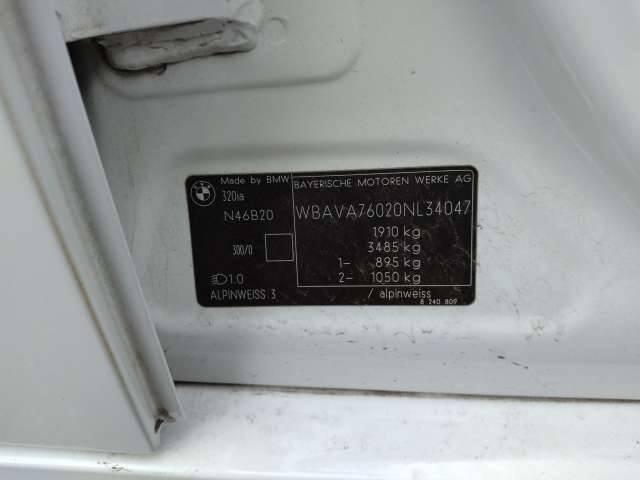 BMW
Made by BMW
BAYERISCHE MOTOREN WERKE AG
320ia
N46B20
WBAVA76020NL34047
1910 kg
300/0
3485 kg
1– 895 kg
1.0
2– 1050 kg
ALPINWEISS 3 / alpinweiss
8 240 809